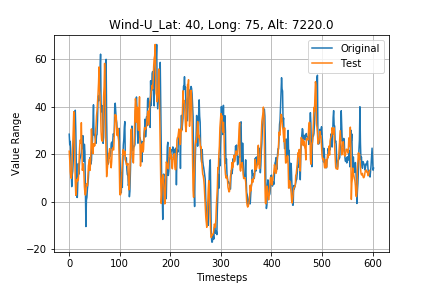 Wind-U_Lat: 40, Long: 75, Alt: 7220.0
Original
Test
Value Range
60
40
20
0
−20
0 100 200 300 400 500 600
Timesteps